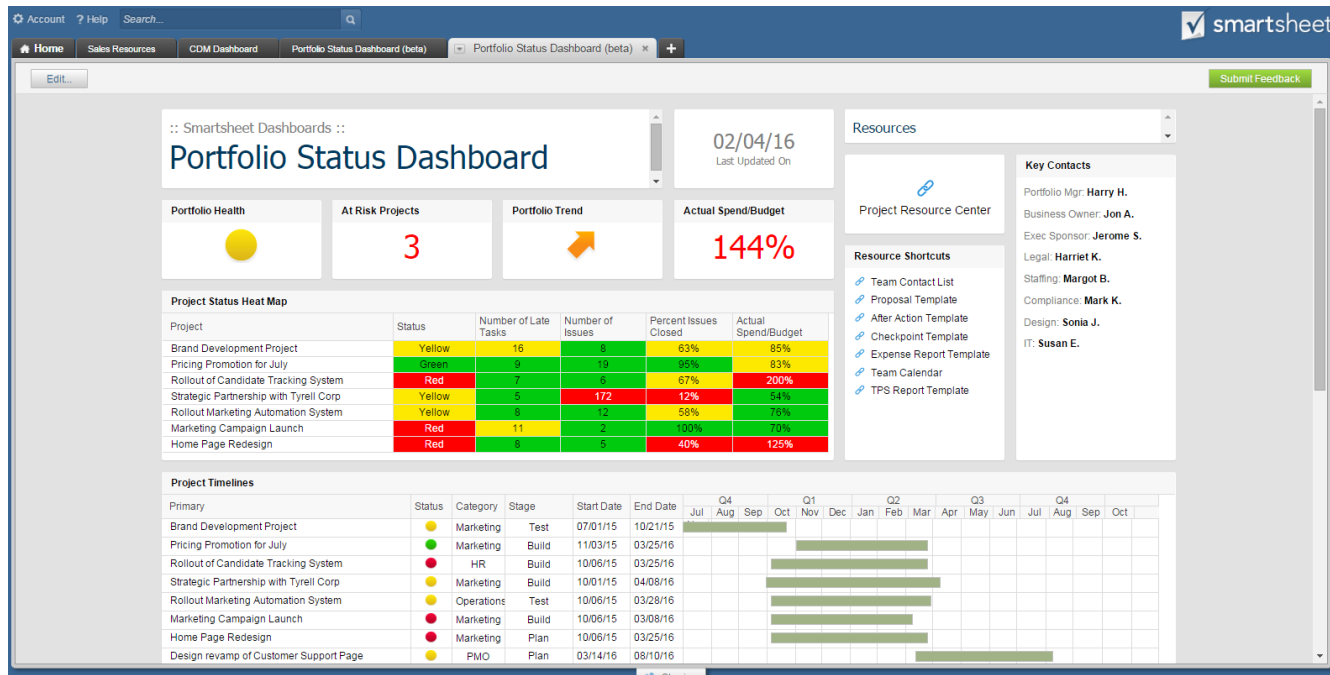 Account ? Help Search...
smartsheet
Home Sales Resources CDM Dashboard Portfolio Status Dashboard (beta) Portfolio Status Dashboard (beta) × +
Edit... Submit Feedback
:: Smartsheet Dashboards ::
Portfolio Status Dashboard
02/04/16
Last Updated On
Resources
Project Resource Center
Key Contacts
Portfolio Mgr: Harry H.
Business Owner: Jon A.
Exec Sponsor: Jerome S.
Legal: Harriet K.
Staffing: Margot B.
Compliance: Mark K.
Design: Sonia J.
IT: Susan E.
Portfolio Health
At Risk Projects
3
Portfolio Trend
Actual Spend/Budget
144%
Resource Shortcuts
Team Contact List
Proposal Template
After Action Template
Checkpoint Template
Expense Report Template
Team Calendar
TPS Report Template
Project Status Heat Map
Project Status Number of Late Tasks Number of Issues Percent Issues Closed Actual Spend/Budget
Brand Development Project Yellow 16 8 63% 85%
Pricing Promotion for July Green 9 19 95% 83%
Rollout of Candidate Tracking System Red 7 6 67% 200%
Strategic Partnership with Tyrell Corp Yellow 5 172 12% 54%
Rollout Marketing Automation System Yellow 8 12 58% 76%
Marketing Campaign Launch Red 11 2 100% 70%
Home Page Redesign Red 8 5 40% 125%
Project Timelines
Q4 Q1 Q2 Q3 Q4
Primary Status Category Stage Start Date End Date Jul Aug Sep Oct Nov Dec Jan Feb Mar Apr May Jun Jul Aug Sep Oct
Brand Development Project Marketing Test 07/01/15 10/21/15
Pricing Promotion for July Marketing Build 11/03/15 03/25/16
Rollout of Candidate Tracking System HR Build 10/06/15 03/25/16
Strategic Partnership with Tyrell Corp Marketing Build 10/01/15 04/08/16
Rollout Marketing Automation System Operations Test 10/06/15 03/28/16
Marketing Campaign Launch Marketing Build 10/06/15 03/08/16
Home Page Redesign Marketing Plan 10/06/15 03/25/16
Design revamp of Customer Support Page PMO Plan 03/14/16 08/10/16